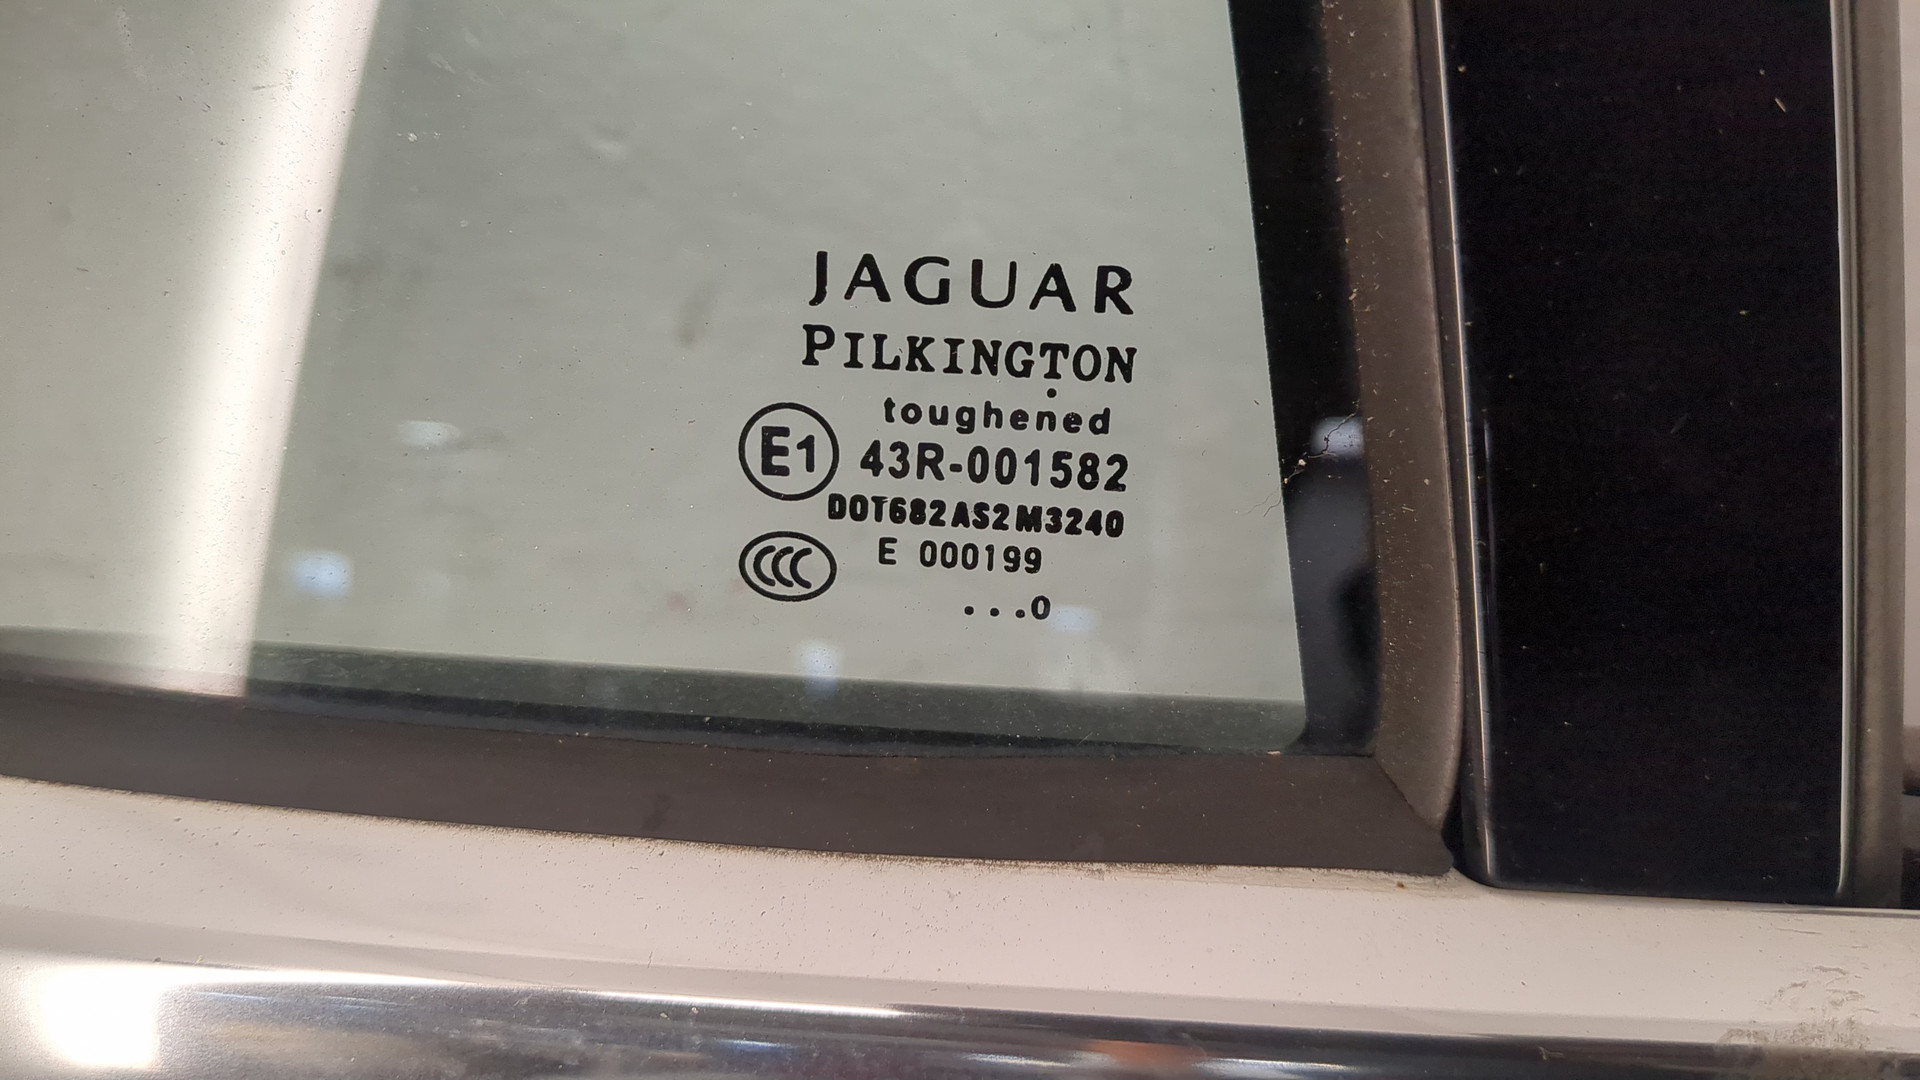 JAGUAR
PILKINGTON
toughened
E1 43R-001582
DOT682AS2M3240
CCC E 000199
...0